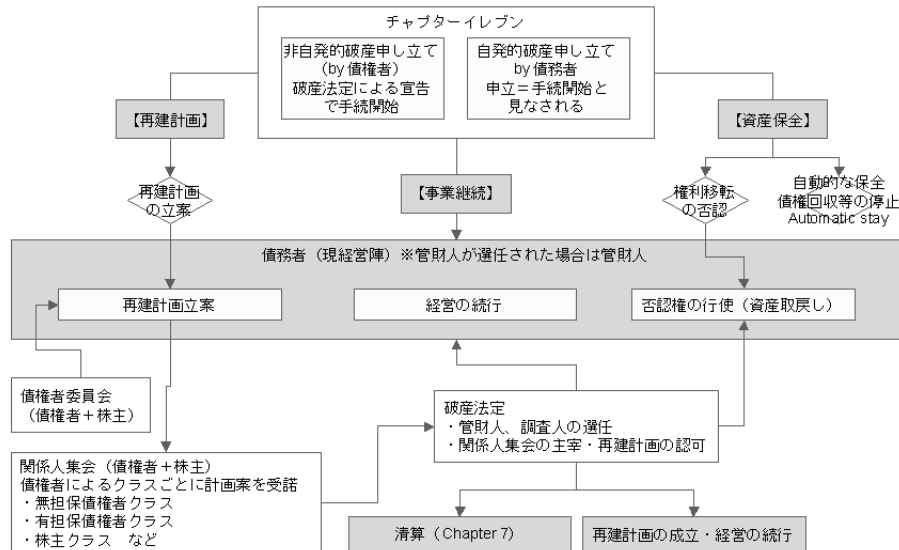 チャプターイレブン
非自発的破産申し立て
(by債権者)
破産法定による宣告
で手続開始
自発的破産申し立て
by債務者
申立=手続開始と
見なされる
【再建計画】
【資産保全】
【事業継続】
再建計画
の立案
権利移転
の否認
自動的な保全
債権回収等の停止
Automatic stay
債務者(現経営陣)※管財人が選任された場合は管財人
再建計画立案
経営の続行
否認権の行使(資産取戻し)
債権者委員会
(債権者+株主)
破産法定
・管財人、調査人の選任
・関係人集会の主宰・再建計画の認可
関係人集会(債権者+株主)
債権者によるクラスごとに計画案を受諾
・無担保債権者クラス
・有担保債権者クラス
・株主クラス など
清算(Chapter 7)
再建計画の成立・経営の続行